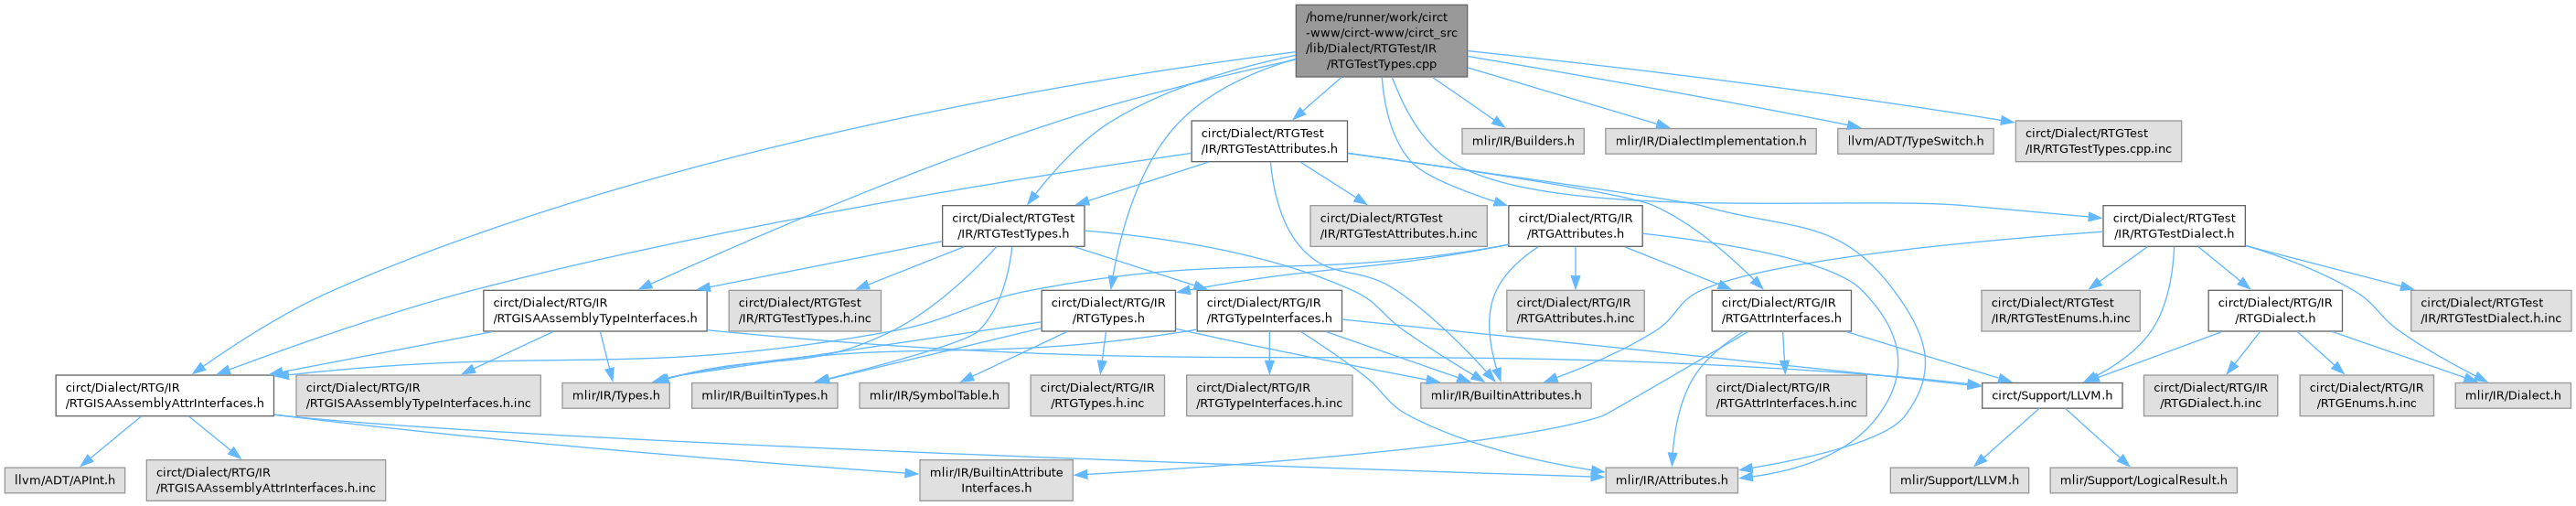 /home/runner/work/circt
-www/circt-www/circt_src
/lib/Dialect/RTGTest/IR
/RTGTestTypes.cpp
circt/Dialect/RTGTest
/IR/RTGTestAttributes.h
mlir/IR/Builders.h
mlir/IR/DialectImplementation.h
llvm/ADT/TypeSwitch.h
circt/Dialect/RTGTest
/IR/RTGTestTypes.cpp.inc
circt/Dialect/RTGTest
/IR/RTGTestTypes.h
circt/Dialect/RTGTest
/IR/RTGTestAttributes.h.inc
circt/Dialect/RTG/IR
/RTGAttributes.h
circt/Dialect/RTGTest
/IR/RTGTestDialect.h
circt/Dialect/RTG/IR
/RTGISAAssemblyTypeInterfaces.h
circt/Dialect/RTGTest
/IR/RTGTestTypes.h.inc
circt/Dialect/RTG/IR
/RTGTypes.h
circt/Dialect/RTG/IR
/RTGTypeInterfaces.h
circt/Dialect/RTG/IR
/RTGAttributes.h.inc
circt/Dialect/RTG/IR
/RTGAttrInterfaces.h
circt/Dialect/RTGTest
/IR/RTGTestEnums.h.inc
circt/Dialect/RTG/IR
/RTGDialect.h
circt/Dialect/RTGTest
/IR/RTGTestDialect.h.inc
circt/Dialect/RTG/IR
/RTGISAAssemblyAttrInterfaces.h
circt/Dialect/RTG/IR
/RTGISAAssemblyTypeInterfaces.h.inc
mlir/IR/Types.h
mlir/IR/BuiltinTypes.h
mlir/IR/SymbolTable.h
circt/Dialect/RTG/IR
/RTGTypes.h.inc
circt/Dialect/RTG/IR
/RTGTypeInterfaces.h.inc
mlir/IR/BuiltinAttributes.h
circt/Dialect/RTG/IR
/RTGAttrInterfaces.h.inc
circt/Support/LLVM.h
circt/Dialect/RTG/IR
/RTGDialect.h.inc
circt/Dialect/RTG/IR
/RTGEnums.h.inc
mlir/IR/Dialect.h
llvm/ADT/APInt.h
circt/Dialect/RTG/IR
/RTGISAAssemblyAttrInterfaces.h.inc
mlir/IR/BuiltinAttribute
Interfaces.h
mlir/IR/Attributes.h
mlir/Support/LLVM.h
mlir/Support/LogicalResult.h